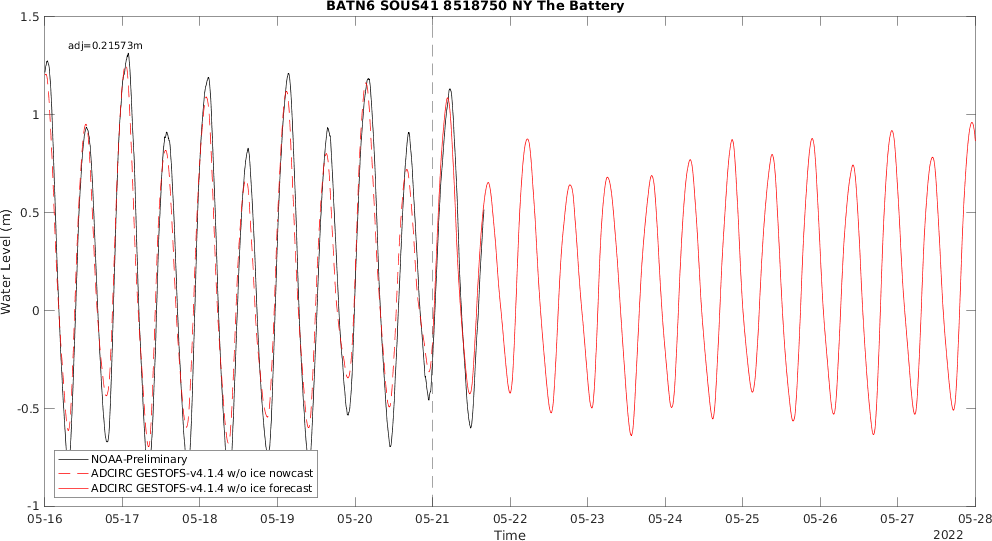 BATN6 SOUS41 8518750 NY The Battery
adj=0.21573m
Water Level (m)
1.5
1
0.5
0
-0.5
-1
NOAA-Preliminary
ADCIRC GESTOFS-v4.1.4 w/o ice nowcast
ADCIRC GESTOFS-v4.1.4 w/o ice forecast
05-16 05-17 05-18 05-19 05-20 05-21 05-22 05-23 05-24 05-25 05-26 05-27 05-28
Time
2022